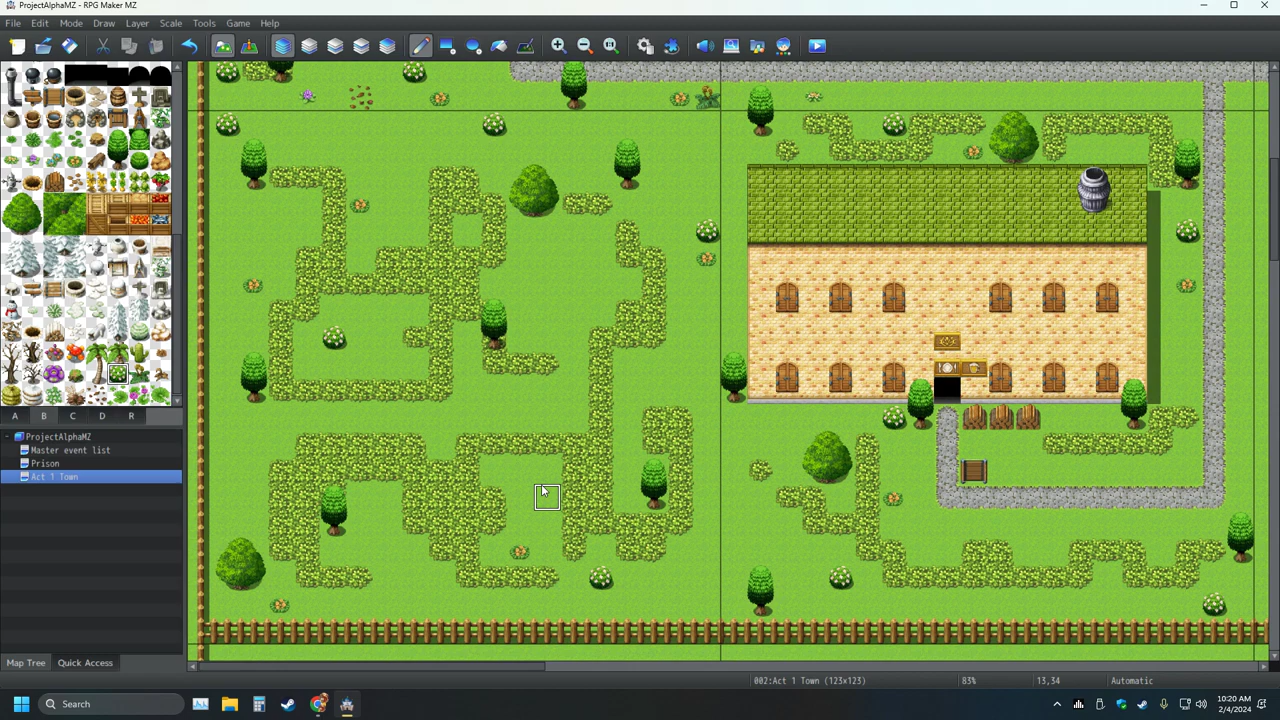 ProjectAlphaMZ - RPG Maker MZ
File Edit Mode Draw Layer Scale Tools Game Help
A B C D R
ProjectAlphaMZ
Master event list
Prison
Act 1 Town
Map Tree Quick Access
002:Act 1 Town (123x123) 83% 13,34 Automatic
Search
10:20 AM
2/4/2024